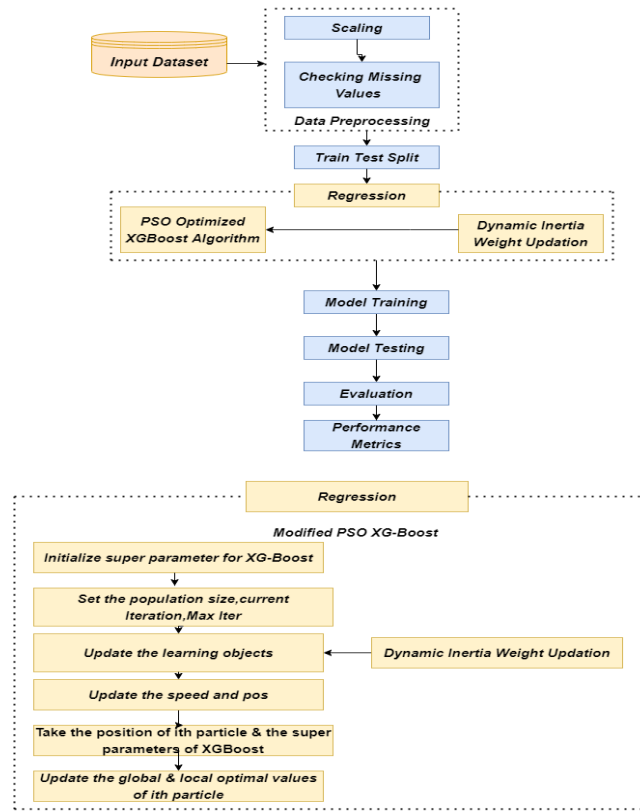 Scaling
Input Dataset
Checking Missing
Values
Data Preprocessing
Train Test Split
Regression
PSO Optimized
XGBoost Algorithm
Dynamic Inertia
Weight Updation
Model Training
Model Testing
Evaluation
Performance
Metrics
Regression
Modified PSO XG-Boost
Initialize super parameter for XG-Boost
Set the population size,current
Iteration,Max Iter
Update the learning objects
Dynamic Inertia Weight Updation
Update the speed and pos
Take the position of ith particle & the super
parameters of XGBoost
Update the global & local optimal values
of ith particle